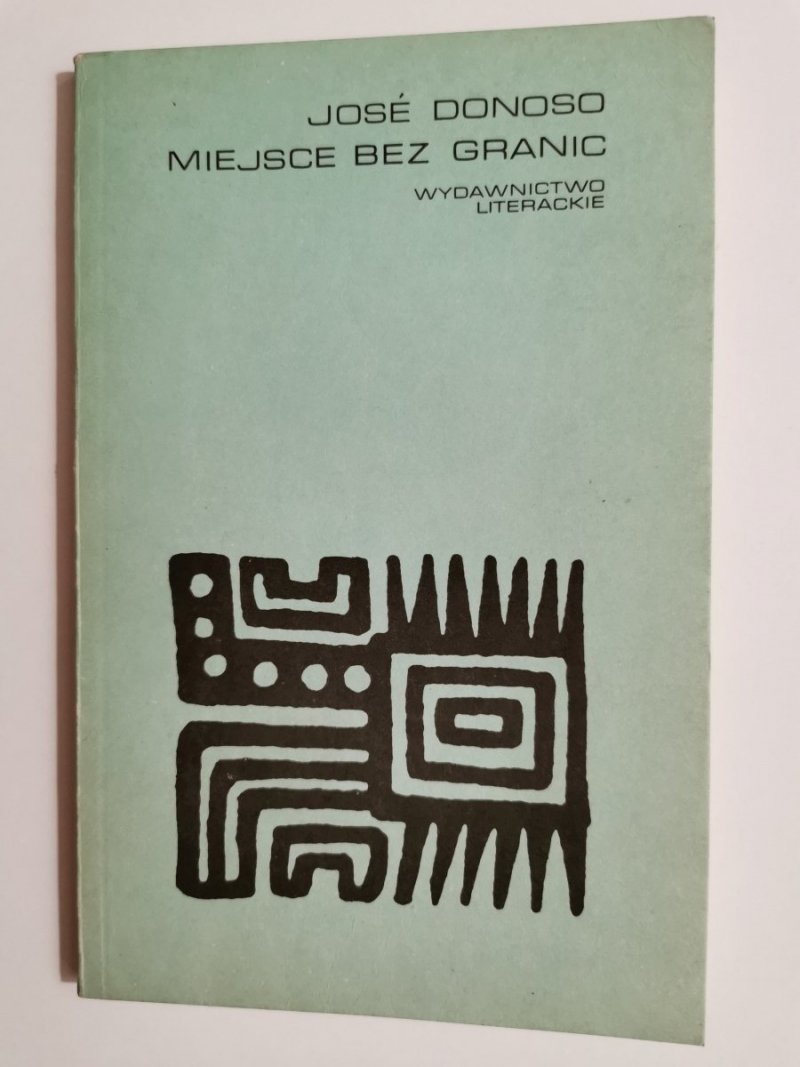 JOSÉ DONOSO
MIEJSCE BEZ GRANIC
WYDAWNICTWO
LITERACKIE